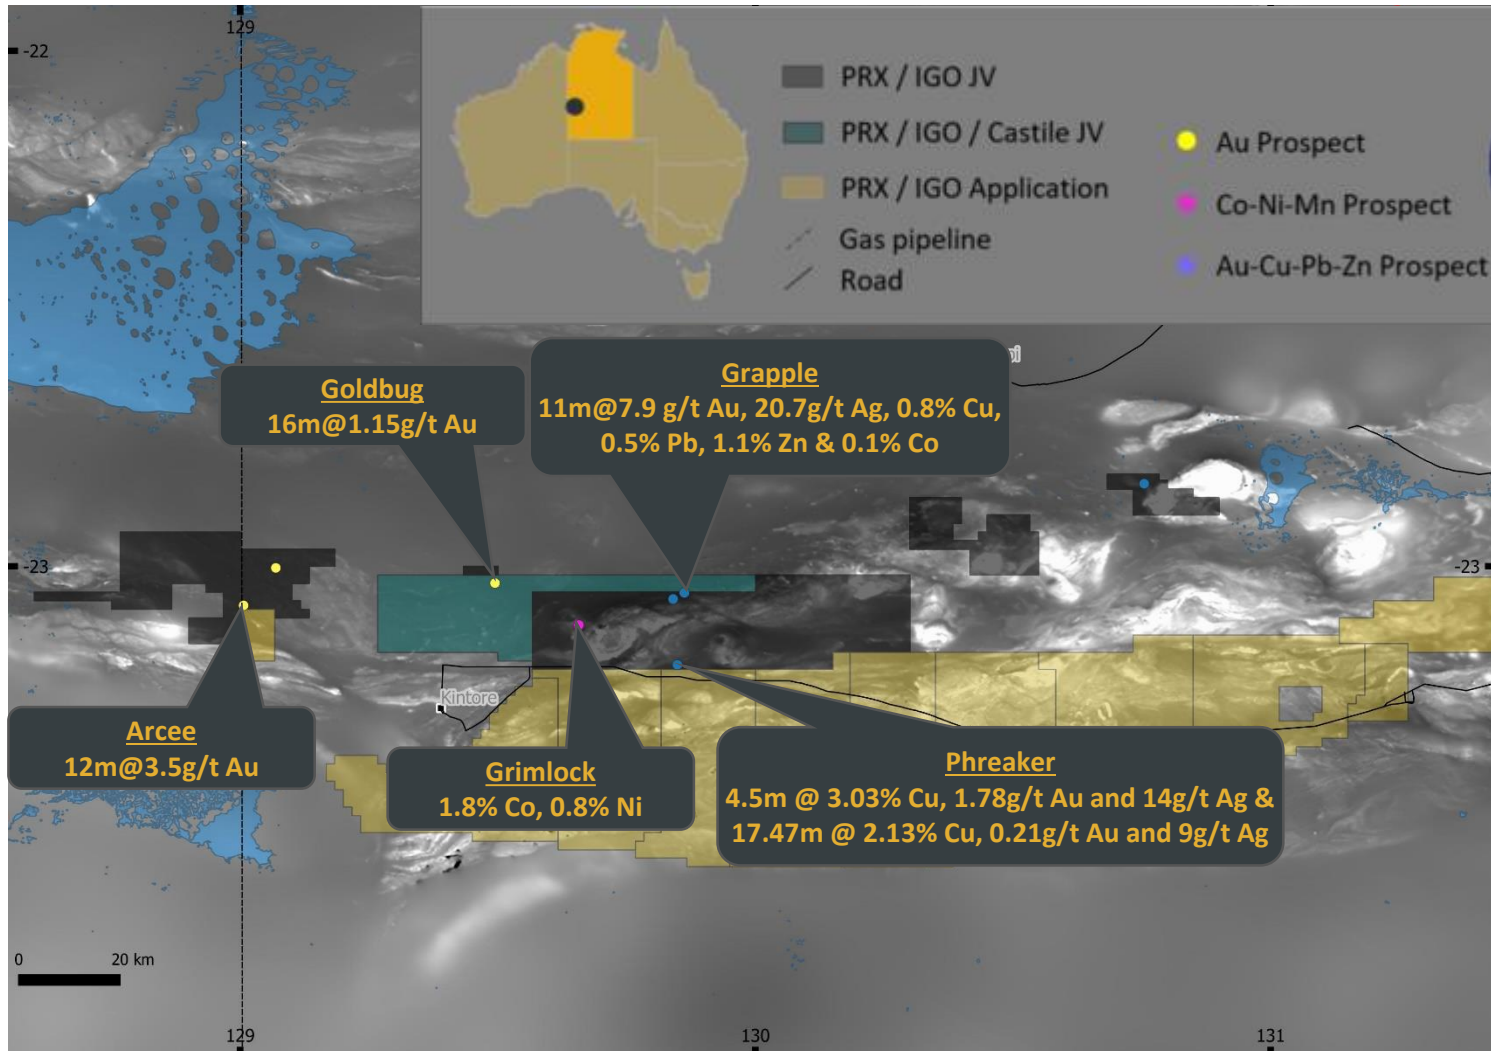 129
-22
PRX / IGO JV
PRX / IGO / Castile JV
PRX / IGO Application
Gas pipeline
Road
Au Prospect
Co-Ni-Mn Prospect
Au-Cu-Pb-Zn Prospect
Goldbug
16m@1.15g/t Au
Grapple
11m@7.9 g/t Au, 20.7g/t Ag, 0.8% Cu,
0.5% Pb, 1.1% Zn & 0.1% Co
-23
-23
Kintore
Arcee
12m@3.5g/t Au
Grimlock
1.8% Co, 0.8% Ni
Phreaker
4.5m @ 3.03% Cu, 1.78g/t Au and 14g/t Ag &
17.47m @ 2.13% Cu, 0.21g/t Au and 9g/t Ag
0 20 km
129
130
131